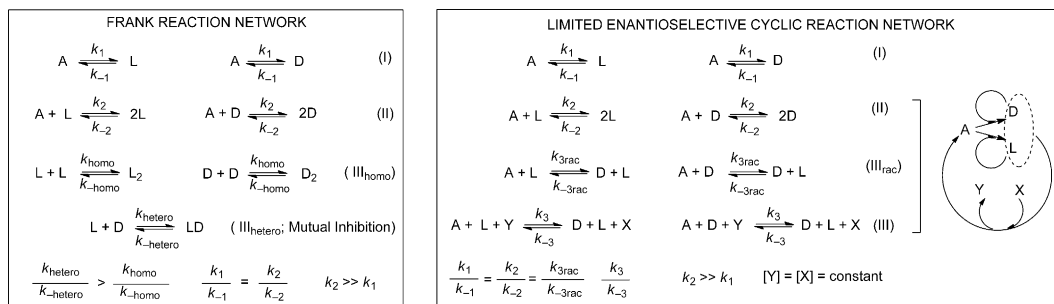 FRANK REACTION NETWORK
A k1 k–1 L A k1 k–1 D (I)
A + L k2 k–2 2L A + D k2 k–2 2D (II)
L + L khomo k–homo L2 D + D khomo k–homo D2 ( IIIhomo)
L + D khetero k–hetero LD ( IIIhetero; Mutual Inhibition)
khetero / k–hetero > khomo / k–homo k1 / k–1 = k2 / k–2 k2 >> k1
LIMITED ENANTIOSELECTIVE CYCLIC REACTION NETWORK
A k1 k–1 L A k1 k–1 D (I)
A + L k2 k–2 2L A + D k2 k–2 2D (II)
A + L k3rac k–3rac D + L A + D k3rac k–3rac D + L (IIIrac)
A + L + Y k3 k–3 D + L + X A + D + Y k3 k–3 D + L + X (III)
k1 / k–1 = k2 / k–2 = k3rac / k–3rac k3 / k–3 k2 >> k1 [Y] = [X] = constant
D
A
L
Y X